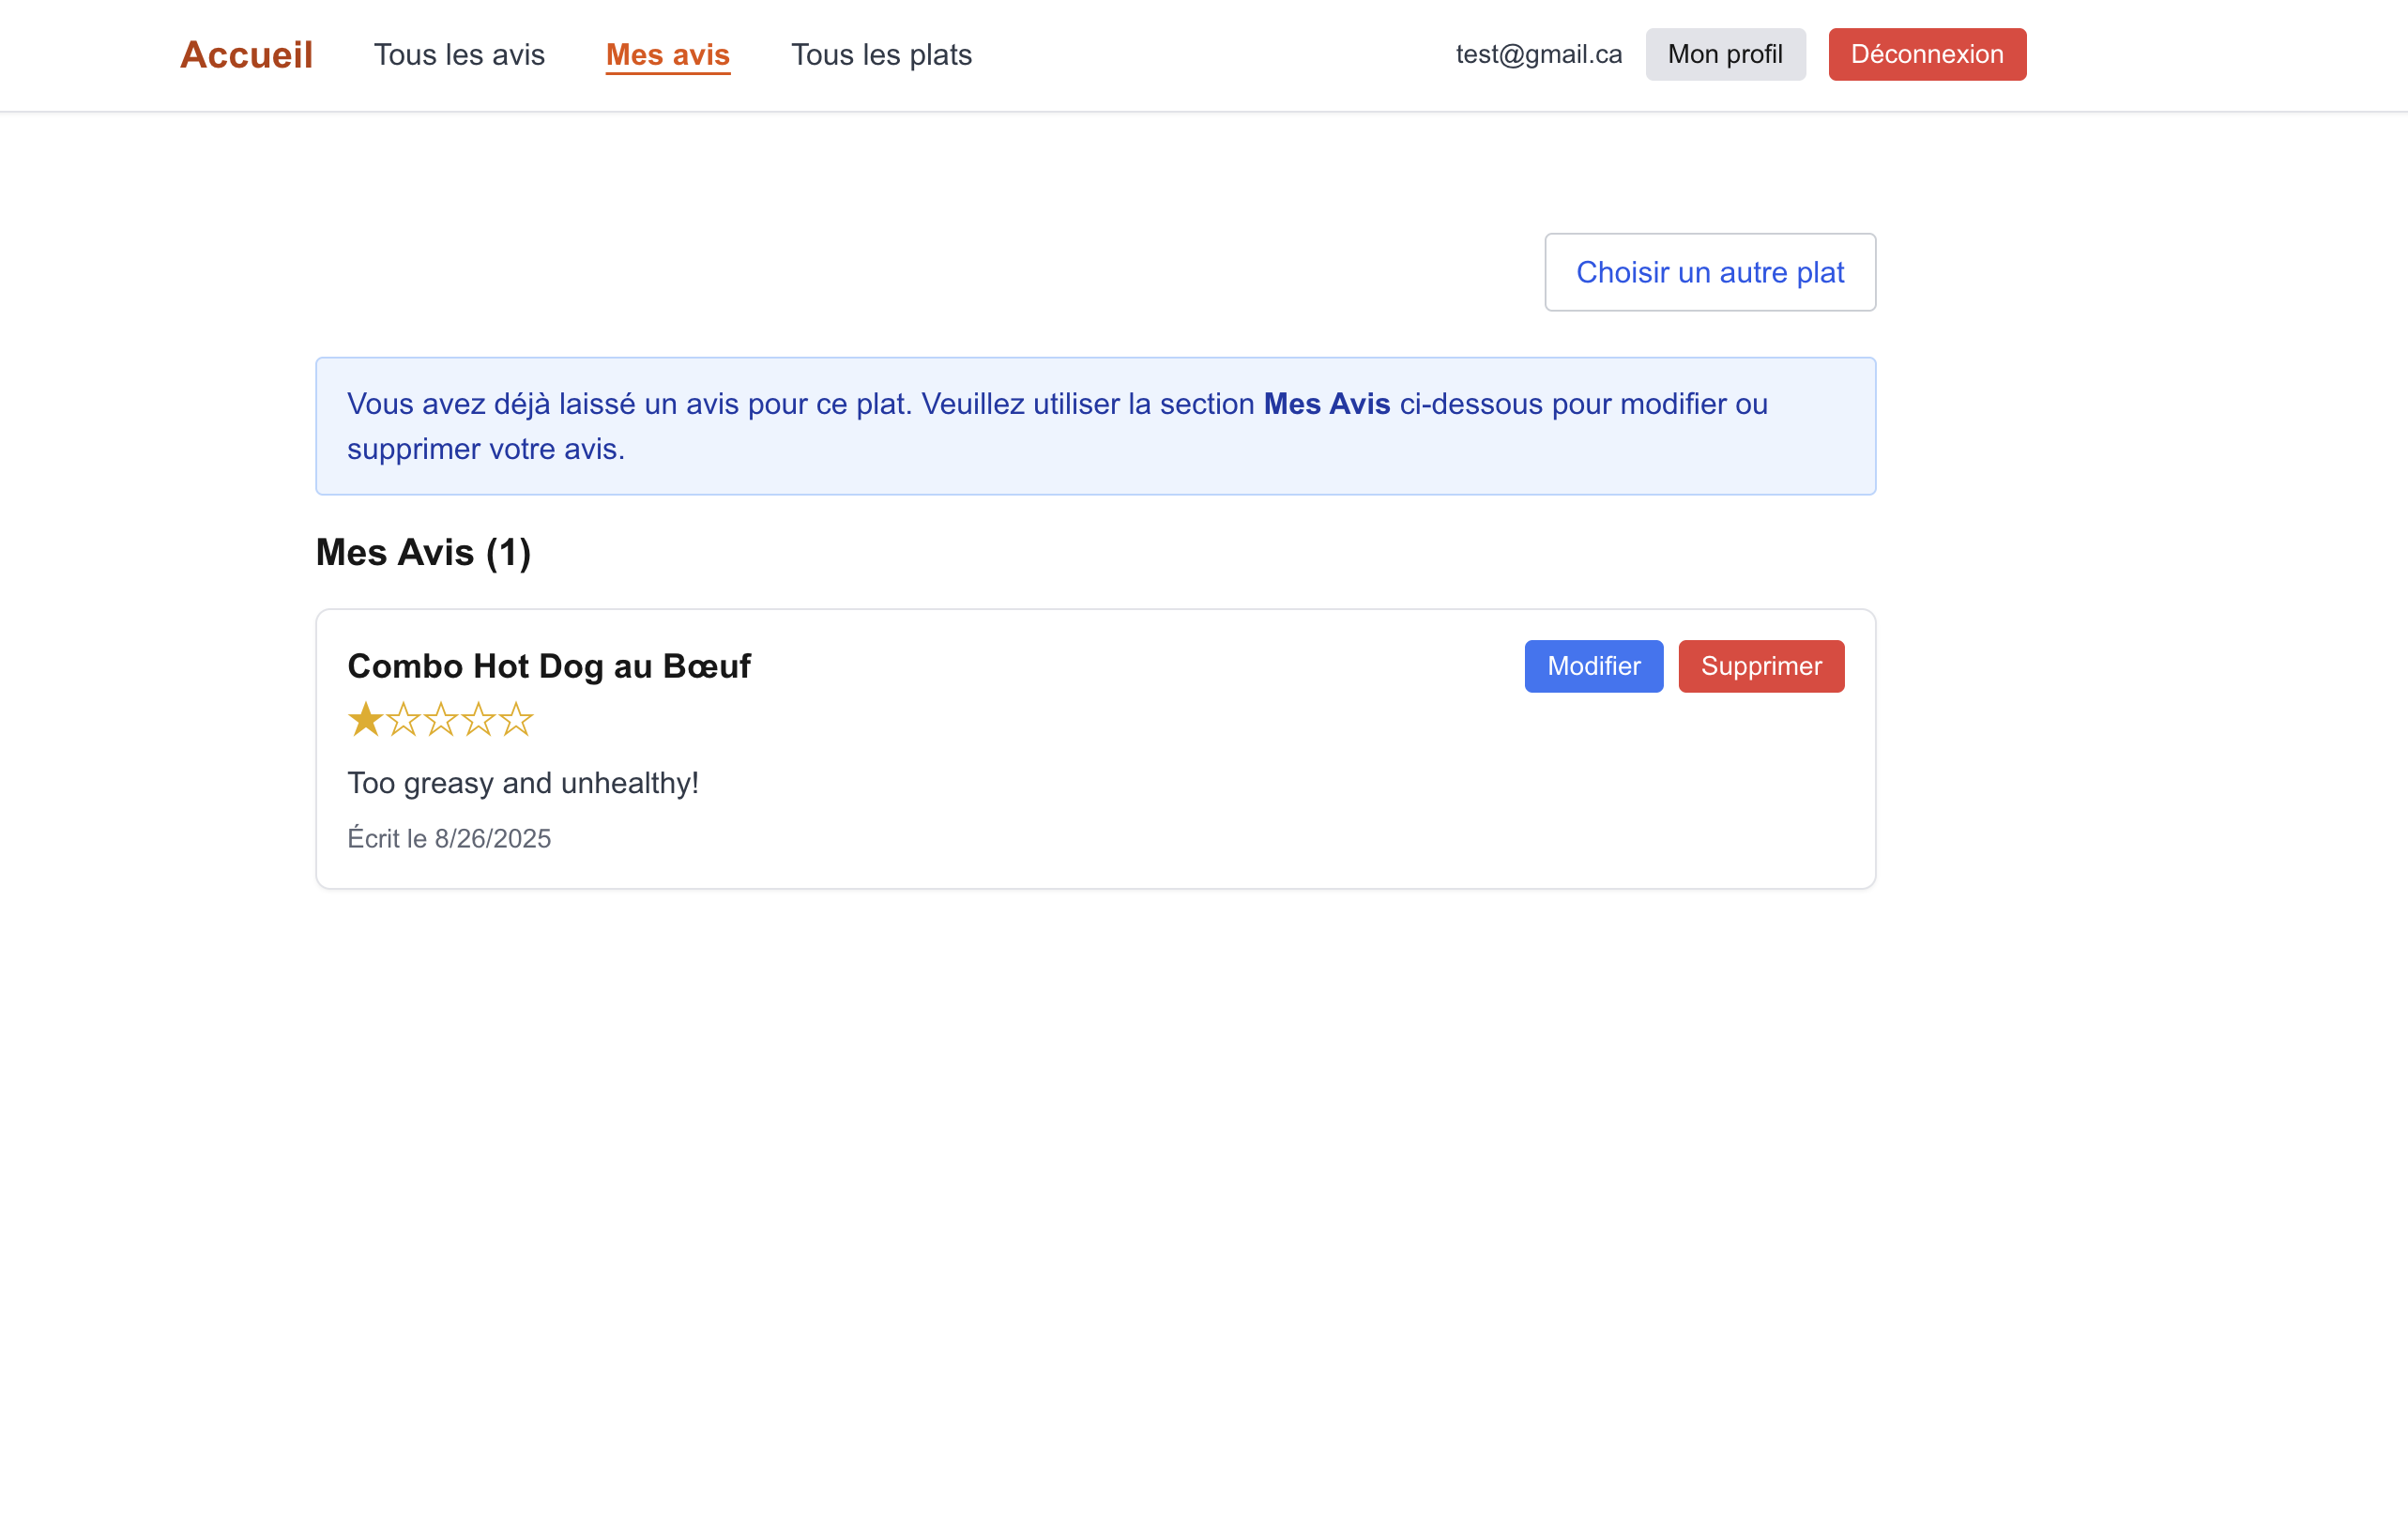 Accueil Tous les avis Mes avis Tous les plats test@gmail.ca Mon profil Déconnexion
Choisir un autre plat
Vous avez déjà laissé un avis pour ce plat. Veuillez utiliser la section Mes Avis ci-dessous pour modifier ou
supprimer votre avis.
Mes Avis (1)
Combo Hot Dog au Bœuf Modifier Supprimer
★☆☆☆☆
Too greasy and unhealthy!
Écrit le 8/26/2025